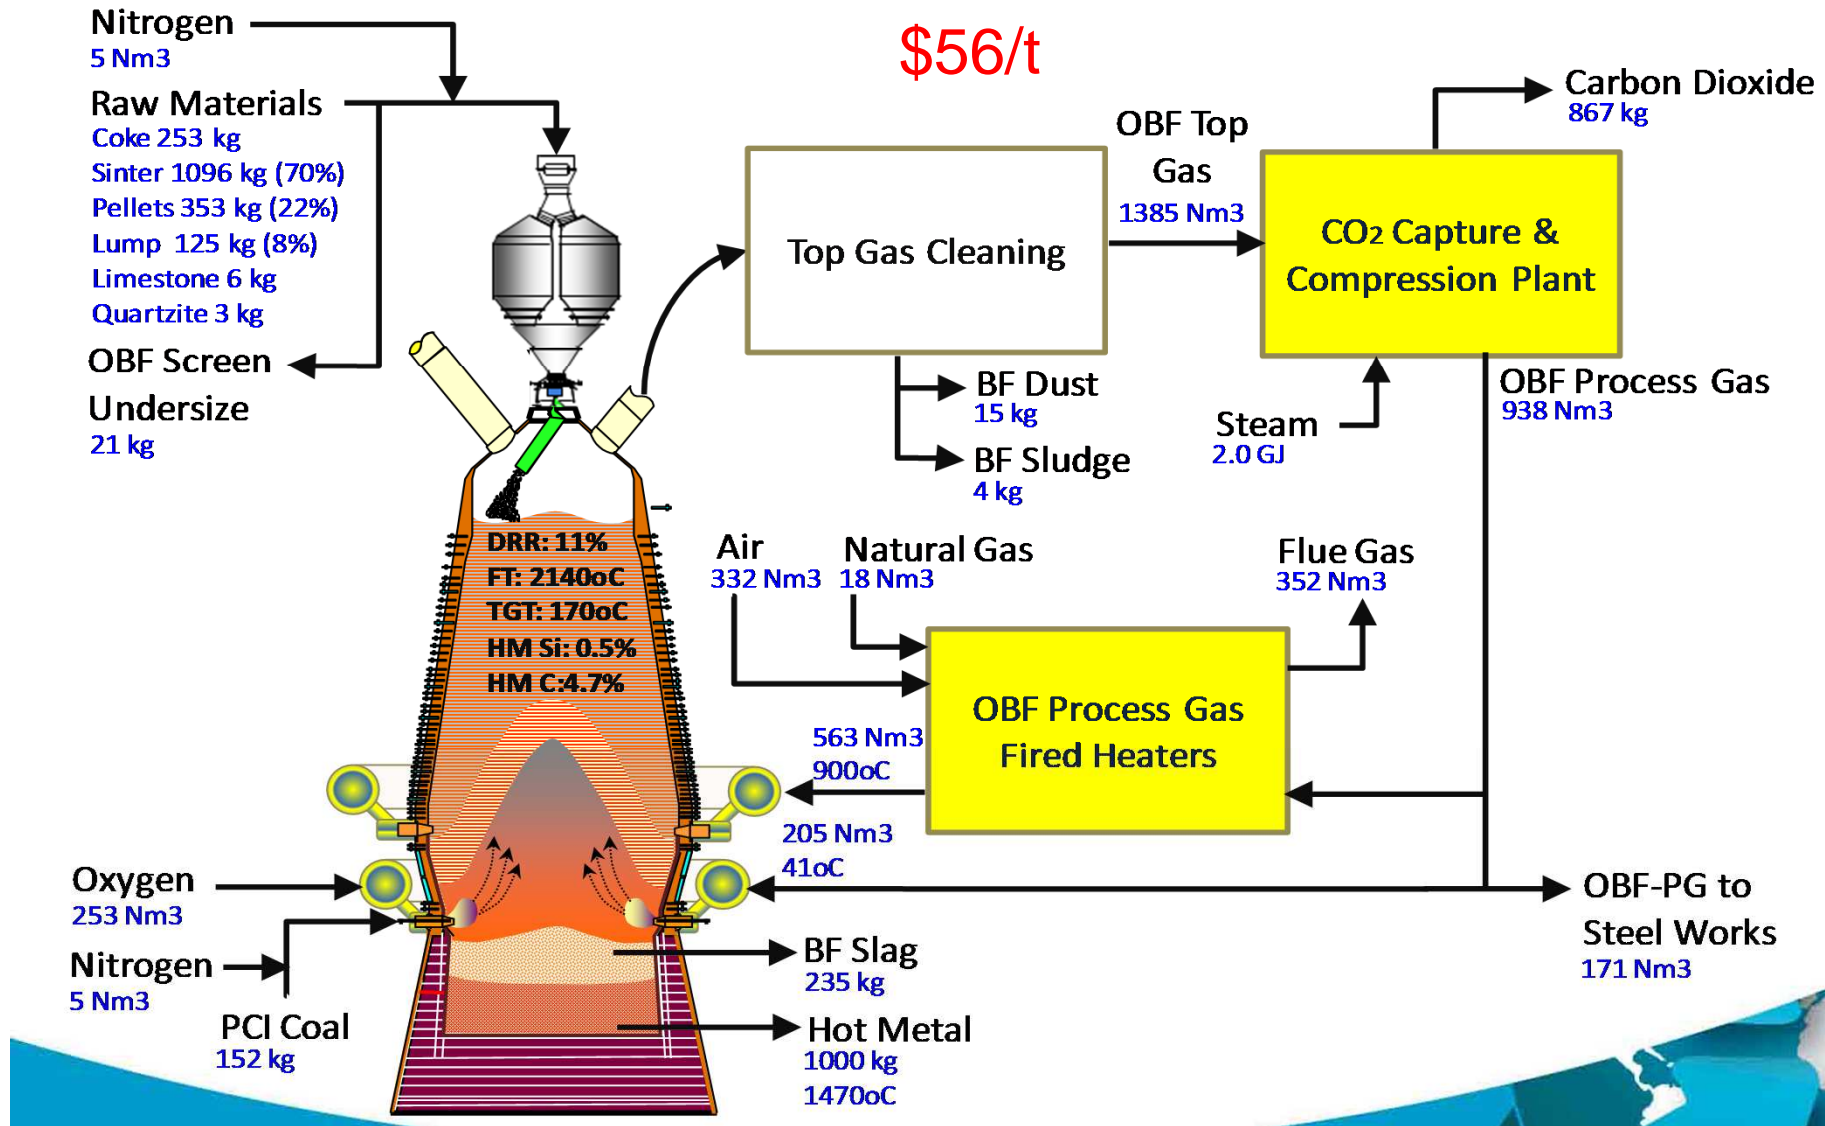 $56/t
Nitrogen
5 Nm3
Raw Materials
Coke 253 kg
Sinter 1096 kg (70%)
Pellets 353 kg (22%)
Lump 125 kg (8%)
Limestone 6 kg
Quartzite 3 kg
OBF Screen
Undersize
21 kg
Top Gas Cleaning
OBF Top
Gas
1385 Nm3
Carbon Dioxide
867 kg
CO2 Capture &
Compression Plant
BF Dust
15 kg
BF Sludge
4 kg
Steam
2.0 GJ
OBF Process Gas
938 Nm3
DRR: 11%
FT: 2140oC
TGT: 170oC
HM Si: 0.5%
HM C:4.7%
Air
332 Nm3
Natural Gas
18 Nm3
Flue Gas
352 Nm3
OBF Process Gas
Fired Heaters
563 Nm3
900oC
205 Nm3
41oC
Oxygen
253 Nm3
Nitrogen
5 Nm3
PCI Coal
152 kg
BF Slag
235 kg
Hot Metal
1000 kg
1470oC
OBF-PG to
Steel Works
171 Nm3